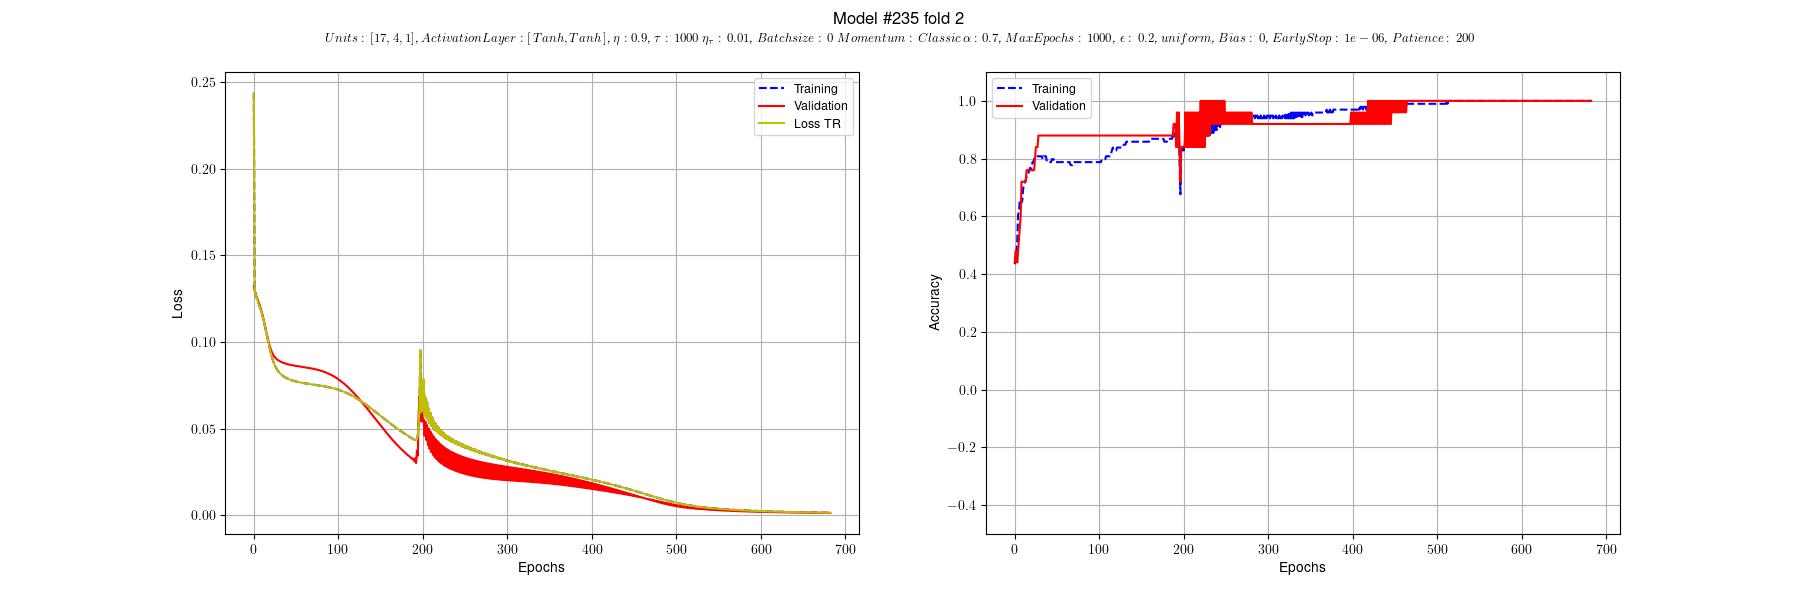 Model #235 fold 2
Units : [17, 4, 1], ActivationLayer : [Tanh, Tanh], η : 0.9, τ : 1000 ητ : 0.01, Batchsize : 0 Momentum : Classic α : 0.7, MaxEpochs : 1000, ϵ : 0.2, uniform, Bias : 0, EarlyStop : 1e − 06, Patience : 200
0.25
0.20
0.15
0.10
0.05
0.00
Loss
Training
Validation
Loss TR
0 100 200 300 400 500 600 700
Epochs
1.0
0.8
0.6
0.4
0.2
0.0
−0.2
−0.4
Accuracy
Training
Validation
0 100 200 300 400 500 600 700
Epochs